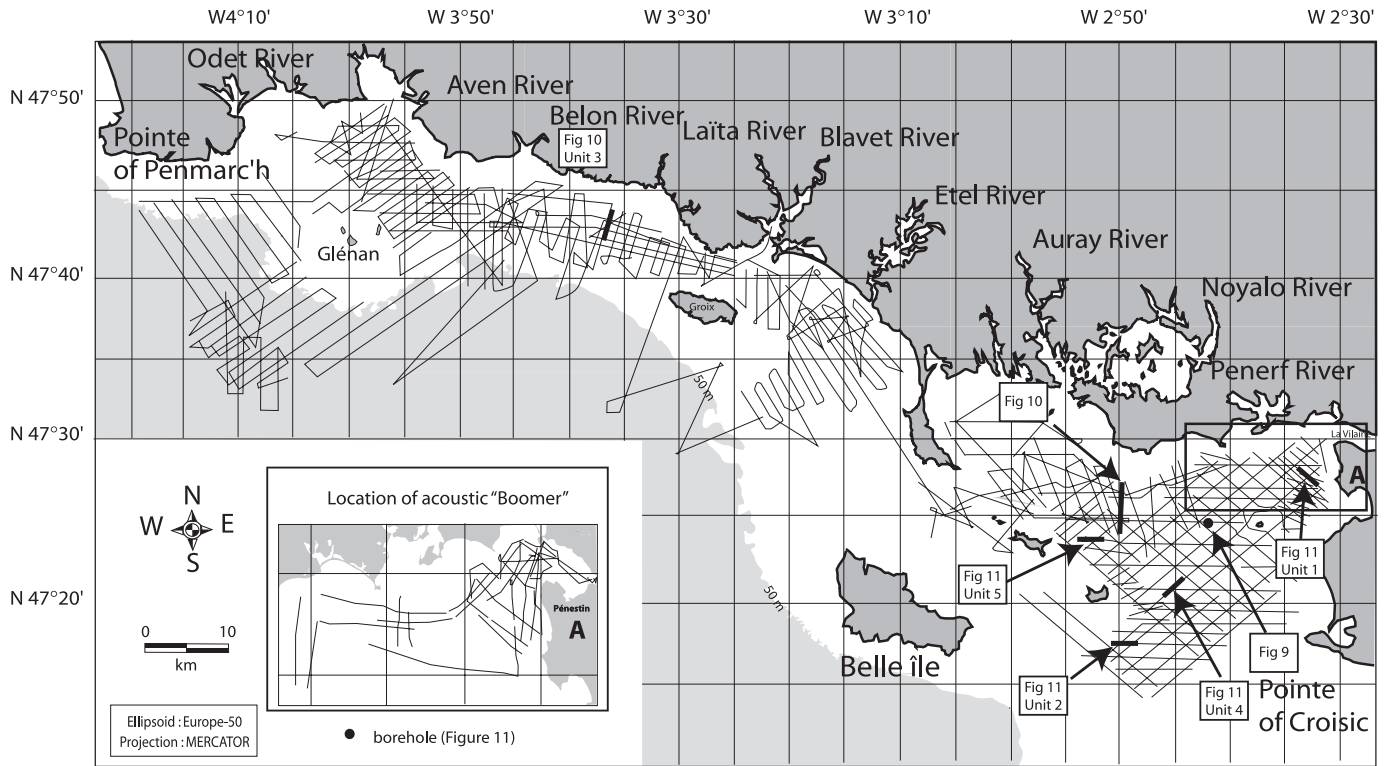 W4°10'
W 3°50'
W 3°30'
W 3°10'
W 2°50'
W 2°30'
Odet River
Aven River
N 47°50'
Belon River
Laïta River
Blavet River
Pointe
of Penmarc'h
Fig 10
Unit 3
Etel River
Glénan
Auray River
N 47°40'
Noyalo River
Groix
Penerf River
50 m
Fig 10
N 47°30'
La Vilaine
A
Location of acoustic "Boomer"
N
W
E
S
Fig 11
Unit 1
Fig 11
Unit 5
N 47°20'
50 m
Pénestin
A
0
10
km
Belle île
Fig 9
Fig 11
Unit 2
Fig 11
Unit 4
Pointe
of Croisic
Ellipsoid : Europe-50
Projection : MERCATOR
borehole (Figure 11)